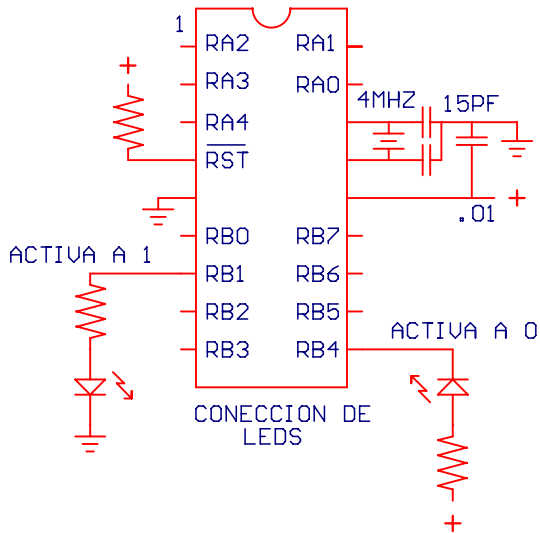 1
RA2 RA1
+
RA3 RA0
4MHZ 15PF
RA4
RST
+
.01
RB0 RB7
ACTIVA A 1
RB1 RB6
RB2 RB5
ACTIVA A 0
RB3 RB4
CONECCION DE
LEDS
+